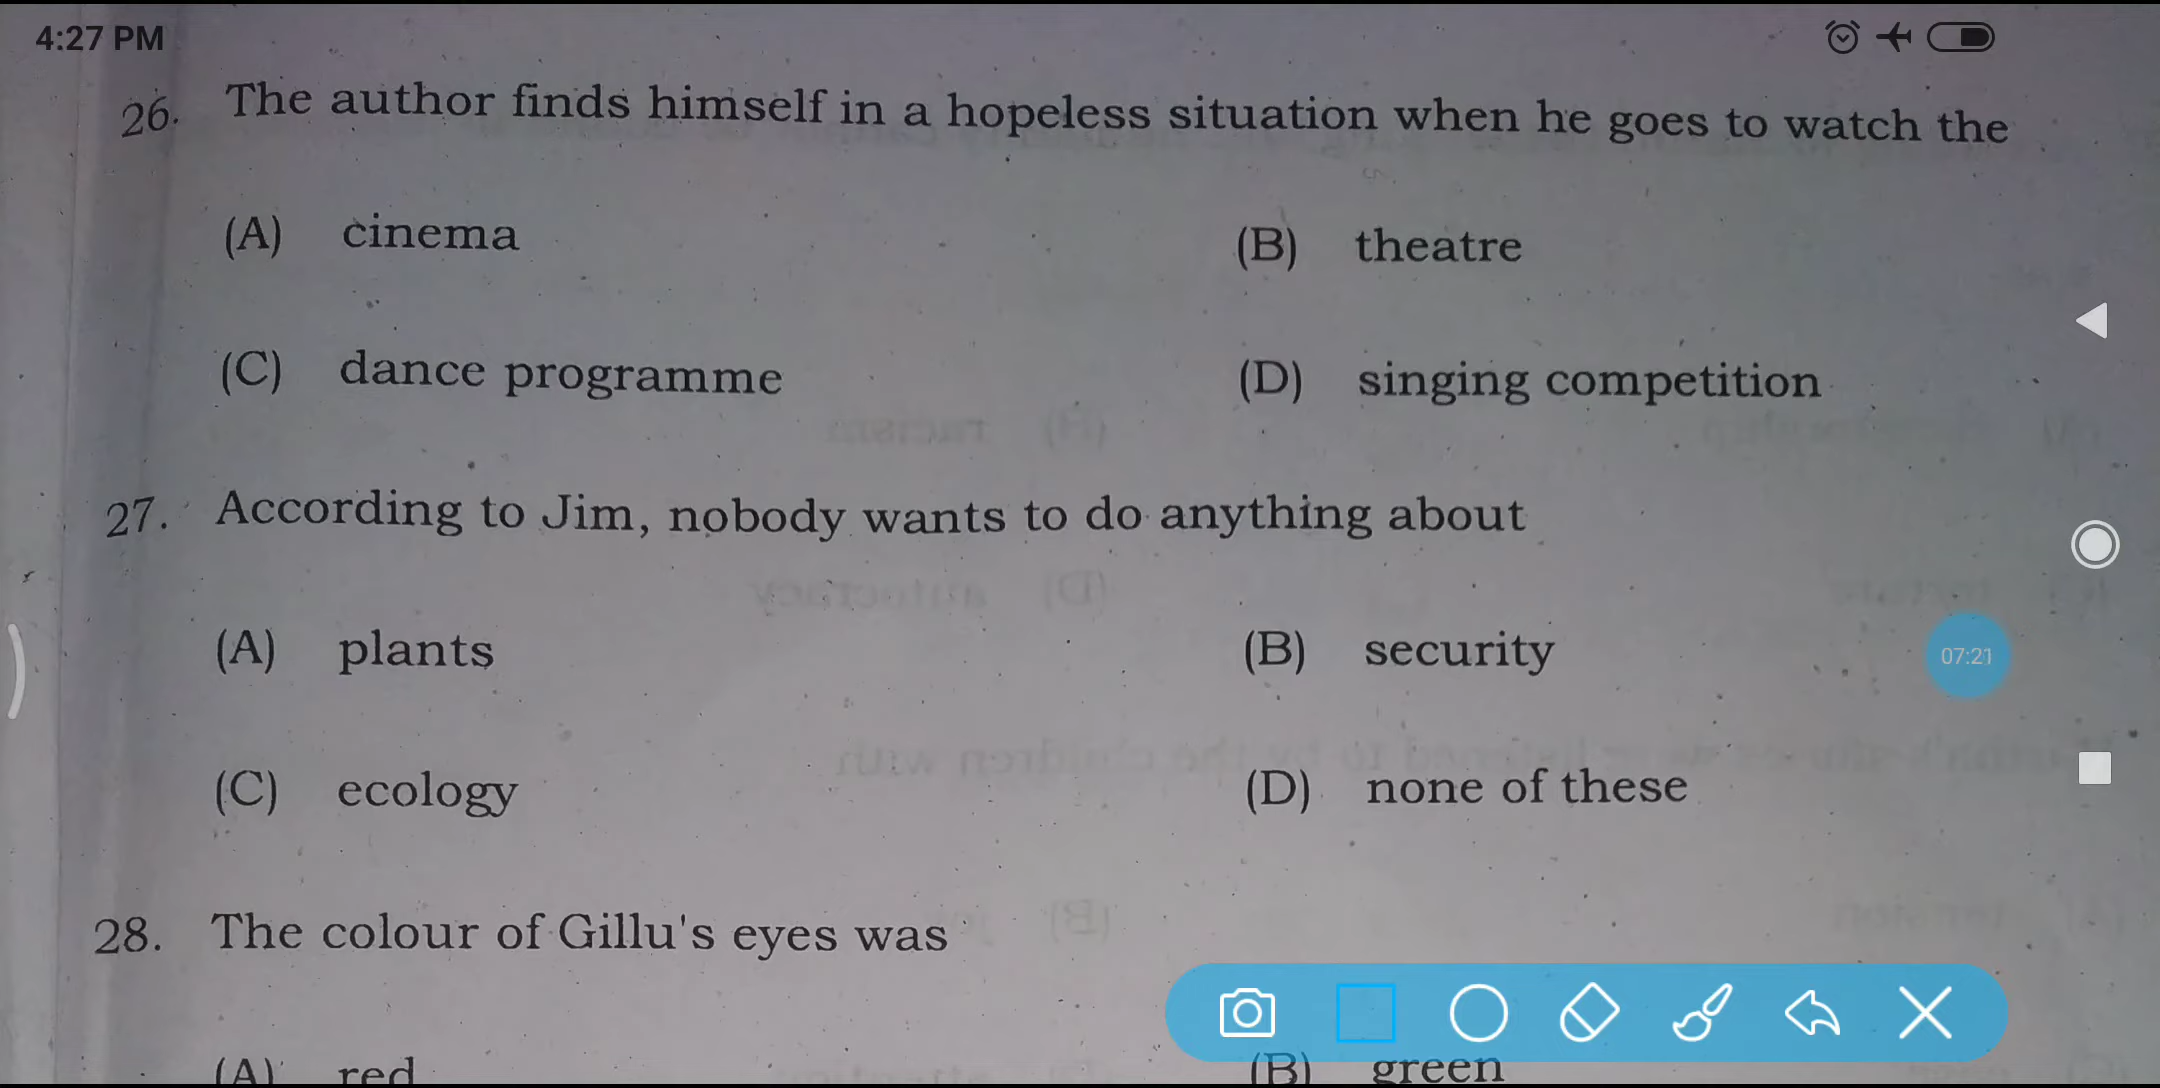 4:27 PM
26. The author finds himself in a hopeless situation when he goes to watch the
(A) cinema (B) theatre
(C) dance programme (D) singing competition
27. According to Jim, nobody wants to do anything about
(A) plants (B) security
07:21
(C) ecology (D) none of these
28. The colour of Gillu's eyes was
(A) red (B) green